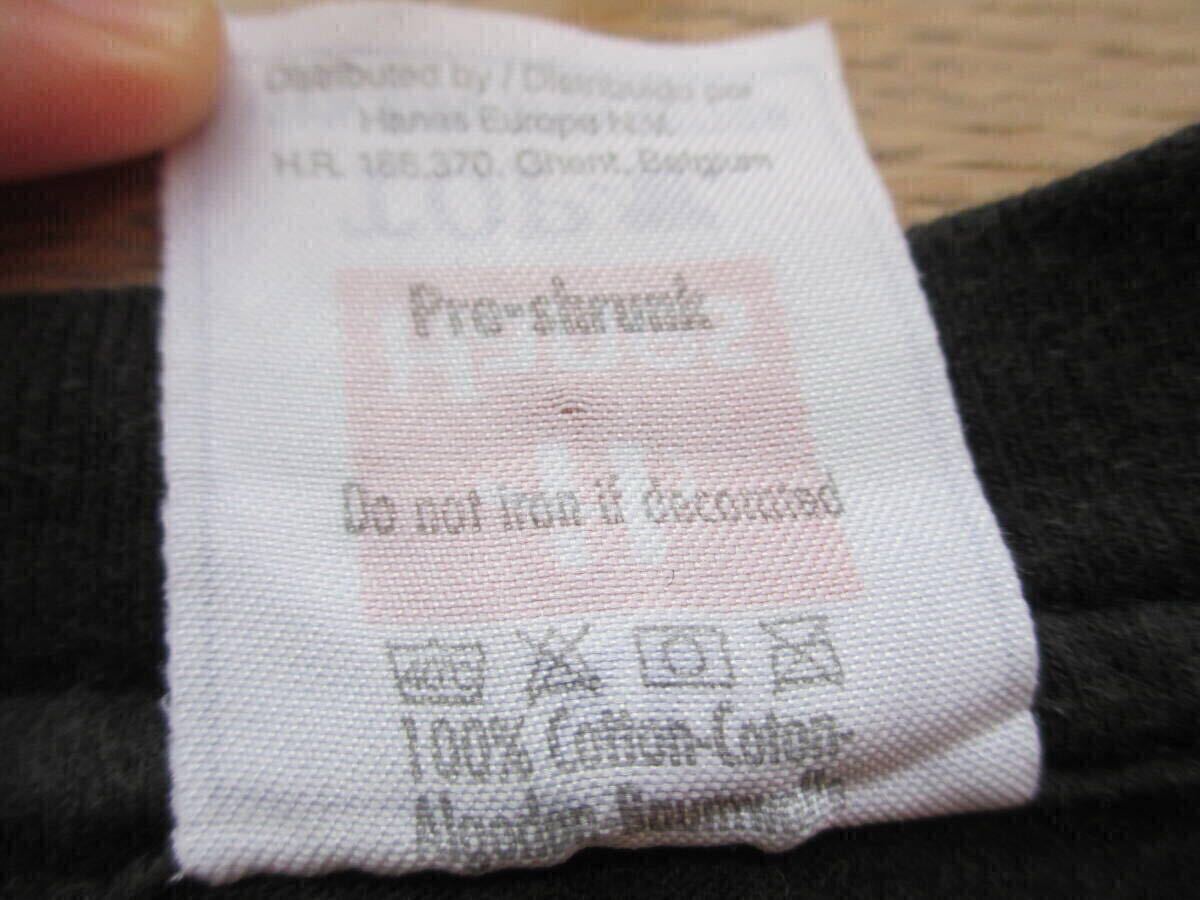 Distributed by / Distribuido por
Hanes Europe N.V.
H.R. 165,370. Ghent, Belgium
Pre-shrunk
Do not iron if decorated
100% Cotton-Coton-